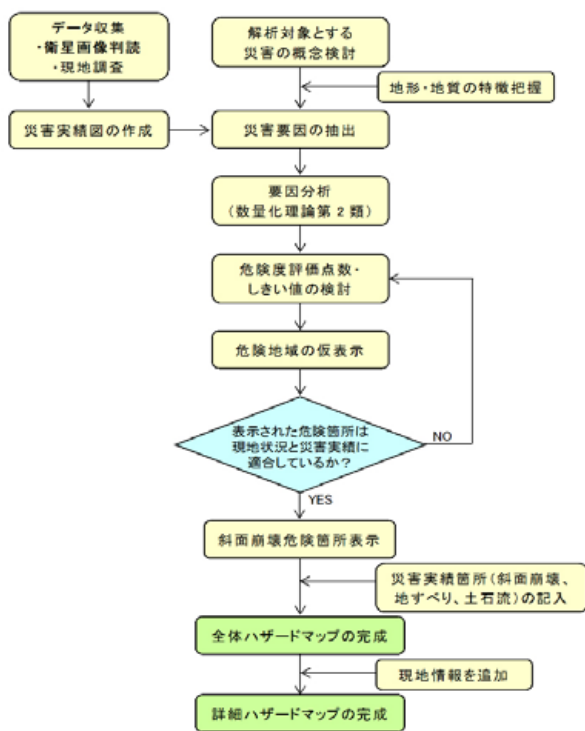 データ収集
・衛星画像判読
・現地調査
解析対象とする
災害の概念検討
地形・地質の特徴把握
災害実績図の作成
災害要因の抽出
要因分析
(数量化理論第2類)
危険度評価点数・
しきい値の検討
危険地域の仮表示
表示された危険箇所は
現地状況と災害実績に
適合しているか?
NO
YES
斜面崩壊危険箇所表示
災害実績箇所(斜面崩壊、
地すべり、土石流)の記入
全体ハザードマップの完成
現地情報を追加
詳細ハザードマップの完成